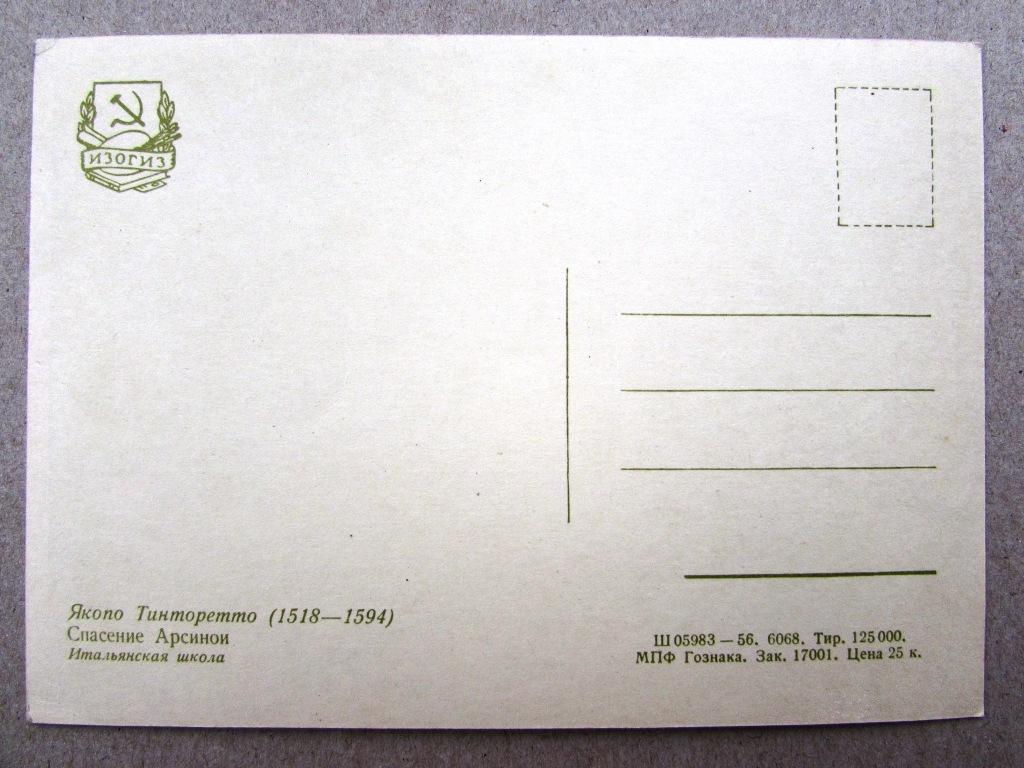 ИЗОГИЗ
Якопо Тинторетто (1518—1594)
Спасение Арсинои
Итальянская школа
Ш 05983 — 56. 6068. Тир. 125 000.
МПФ Гознака. Зак. 17001. Цена 25 к.